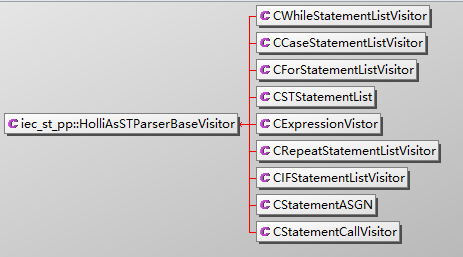 CWhileStatementListVisitor
CCaseStatementListVisitor
CForStatementListVisitor
CSTStatementList
iec_st_pp::HolliAsSTParserBaseVisitor
CExpressionVistor
CRepeatStatementListVisitor
CIFStatementListVisitor
CStatementASGN
CStatementCallVisitor